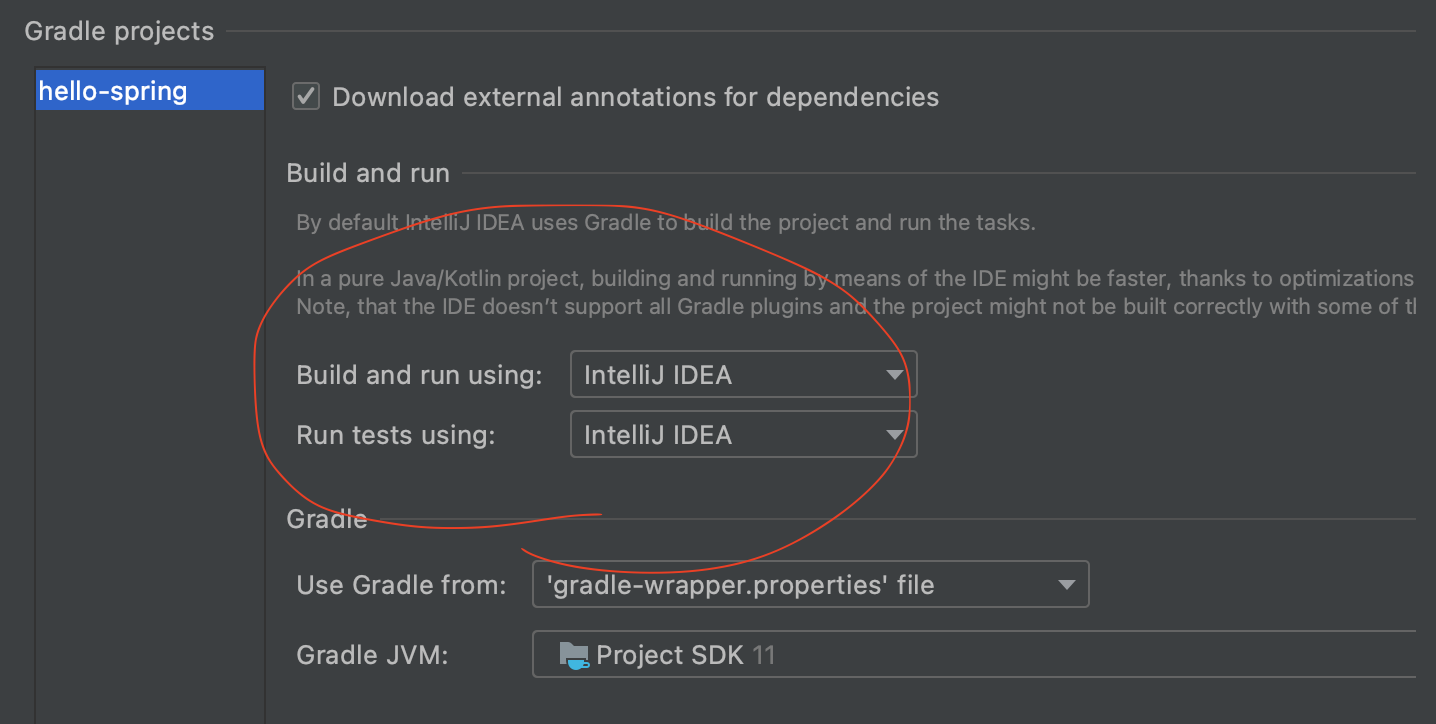 Gradle projects
hello-spring
Download external annotations for dependencies
Build and run
By default IntelliJ IDEA uses Gradle to build the project and run the tasks.
In a pure Java/Kotlin project, building and running by means of the IDE might be faster, thanks to optimizations
Note, that the IDE doesn't support all Gradle plugins and the project might not be built correctly with some of
Build and run using: IntelliJ IDEA
Run tests using: IntelliJ IDEA
Gradle
Use Gradle from: 'gradle-wrapper.properties' file
Gradle JVM: Project SDK 11